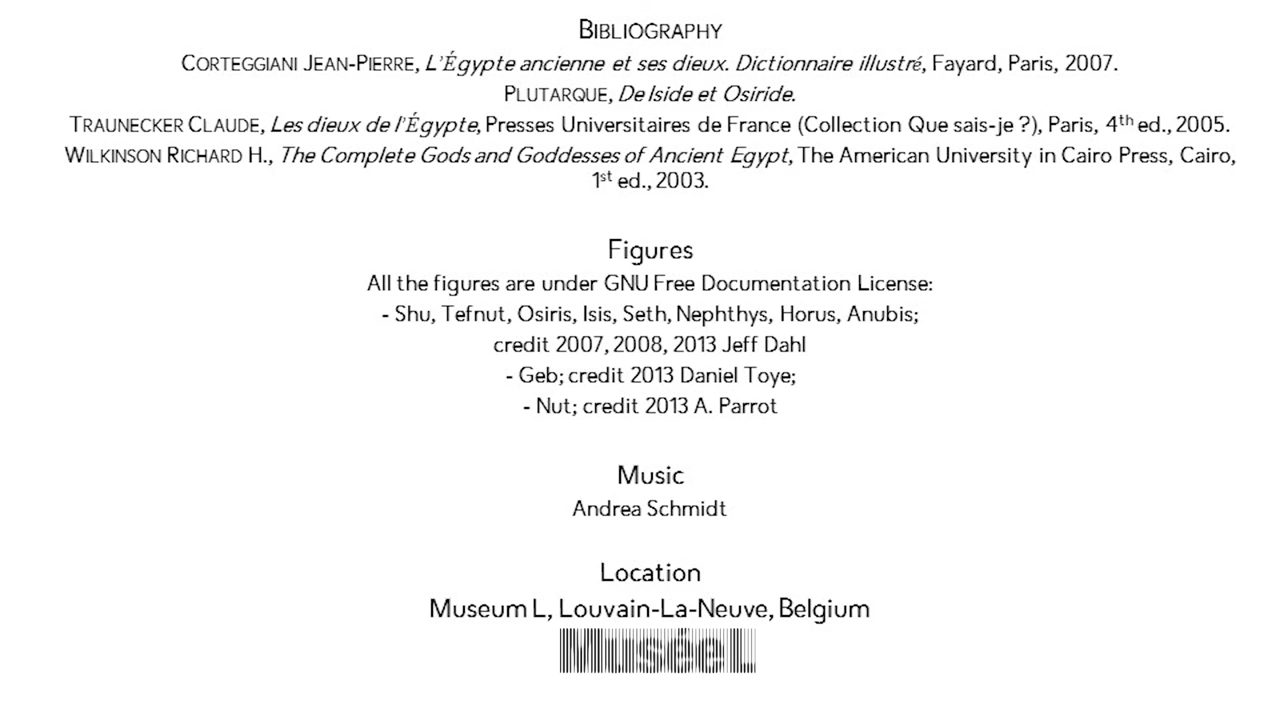 BIBLIOGRAPHY
CORTEGGIANI JEAN-PIERRE, L'Égypte ancienne et ses dieux. Dictionnaire illustré, Fayard, Paris, 2007.
PLUTARQUE, De Iside et Osiride.
TRAUNECKER CLAUDE, Les dieux de l'Égypte, Presses Universitaires de France (Collection Que sais-je ?), Paris, 4th ed., 2005.
WILKINSON RICHARD H., The Complete Gods and Goddesses of Ancient Egypt, The American University in Cairo Press, Cairo,
1st ed., 2003.
Figures
All the figures are under GNU Free Documentation License:
- Shu, Tefnut, Osiris, Isis, Seth, Nephthys, Horus, Anubis;
credit 2007, 2008, 2013 Jeff Dahl
- Geb; credit 2013 Daniel Toye;
- Nut; credit 2013 A. Parrot
Music
Andrea Schmidt
Location
Museum L, Louvain-La-Neuve, Belgium
Musée L